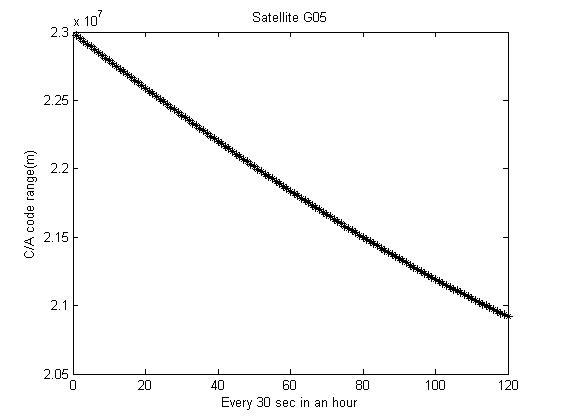 Satellite G05
x 10^7
2.3
2.25
2.2
2.15
2.1
2.05
C/A code range(m)
0 20 40 60 80 100 120
Every 30 sec in an hour